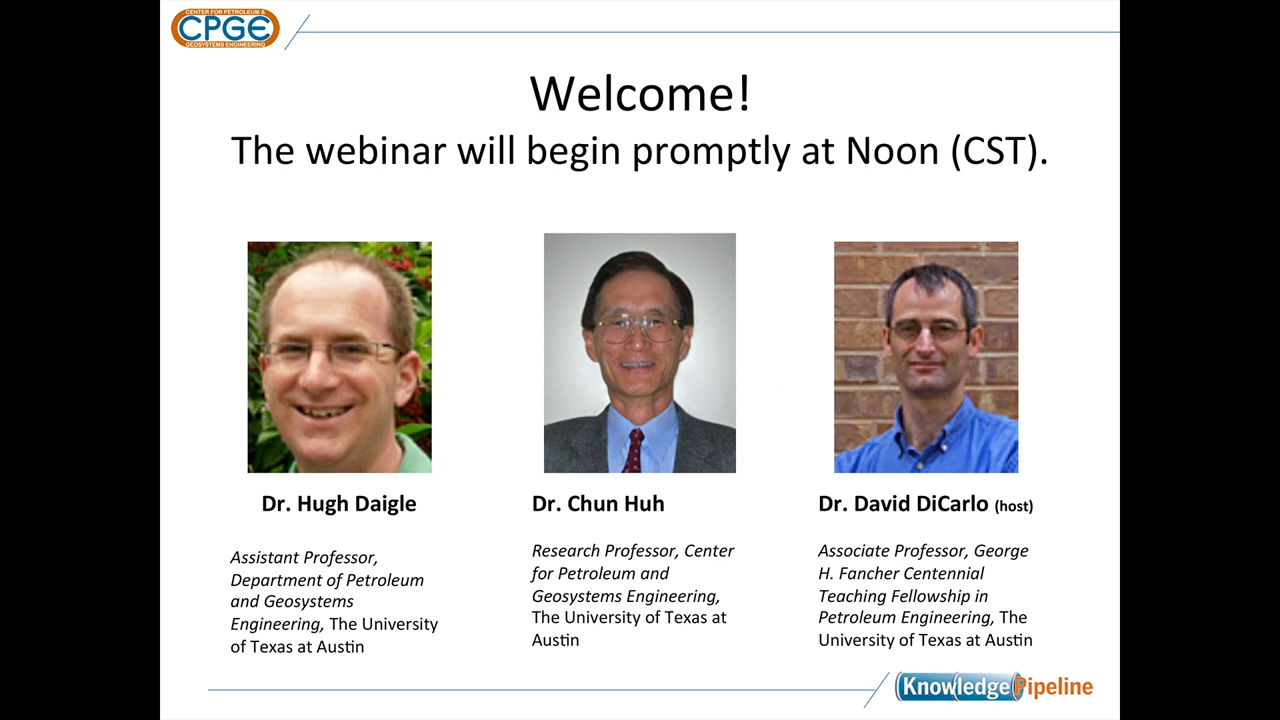 CENTER FOR PETROLEUM &
CPGE
GEOSYSTEMS ENGINEERING
Welcome!
The webinar will begin promptly at Noon (CST).
Dr. Hugh Daigle
Assistant Professor,
Department of Petroleum
and Geosystems
Engineering, The University
of Texas at Austin
Dr. Chun Huh
Research Professor, Center
for Petroleum and
Geosystems Engineering,
The University of Texas at
Austin
Dr. David DiCarlo (host)
Associate Professor, George
H. Fancher Centennial
Teaching Fellowship in
Petroleum Engineering, The
University of Texas at Austin
Knowledge Pipeline